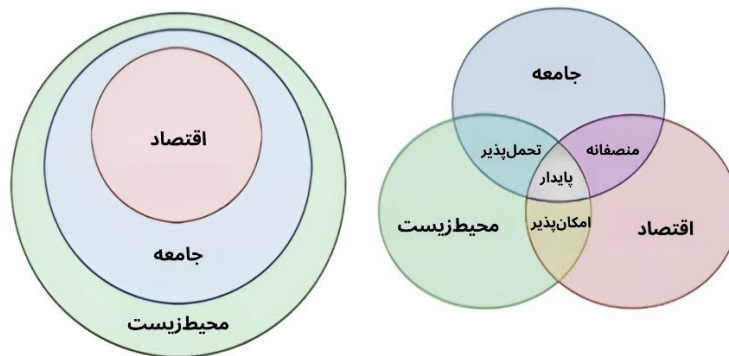 جامعه
تحمل‌پذیر
منصفانه
پایدار
محیط‌زیست
امکان‌پذیر
اقتصاد
اقتصاد
جامعه
محیط‌زیست